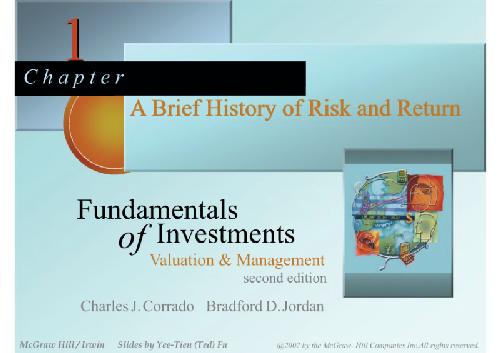 1
Chapter
A Brief History of Risk and Return
Fundamentals
of Investments
Valuation & Management
second edition
Charles J. Corrado Bradford D. Jordan
McGraw Hill / Irwin Slides by Yee-Tien (Ted) Fu ©2002 by the McGraw-Hill Companies Inc. All rights reserved.